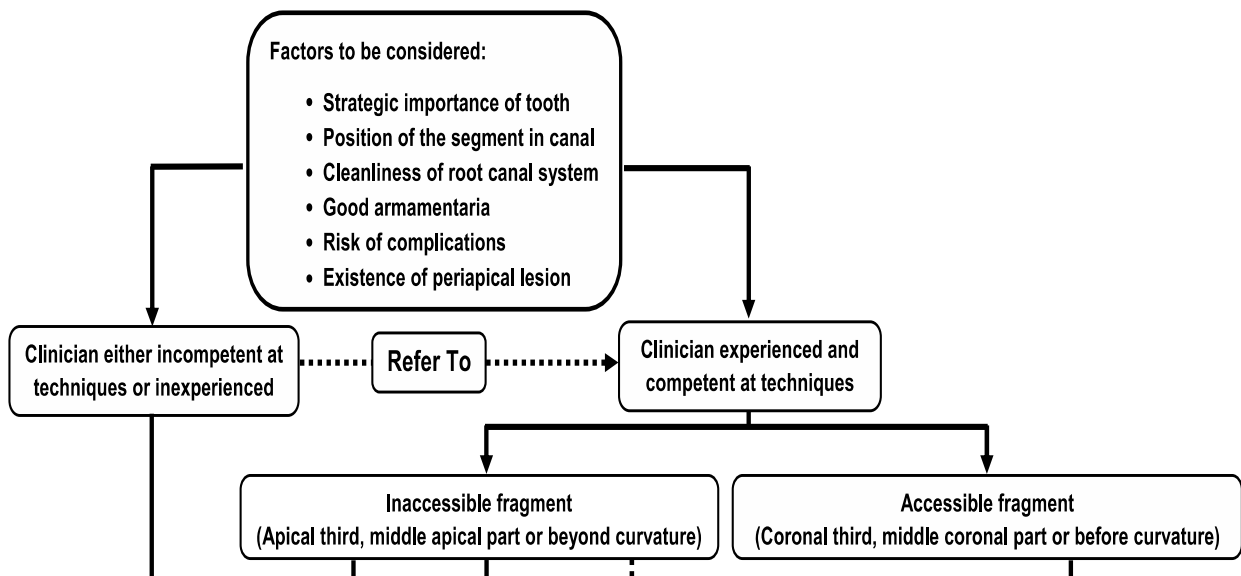 Factors to be considered:
• Strategic importance of tooth
• Position of the segment in canal
• Cleanliness of root canal system
• Good armamentaria
• Risk of complications
• Existence of periapical lesion
Clinician either incompetent at
techniques or inexperienced
Refer To
Clinician experienced and
competent at techniques
Inaccessible fragment
(Apical third, middle apical part or beyond curvature)
Accessible fragment
(Coronal third, middle coronal part or before curvature)